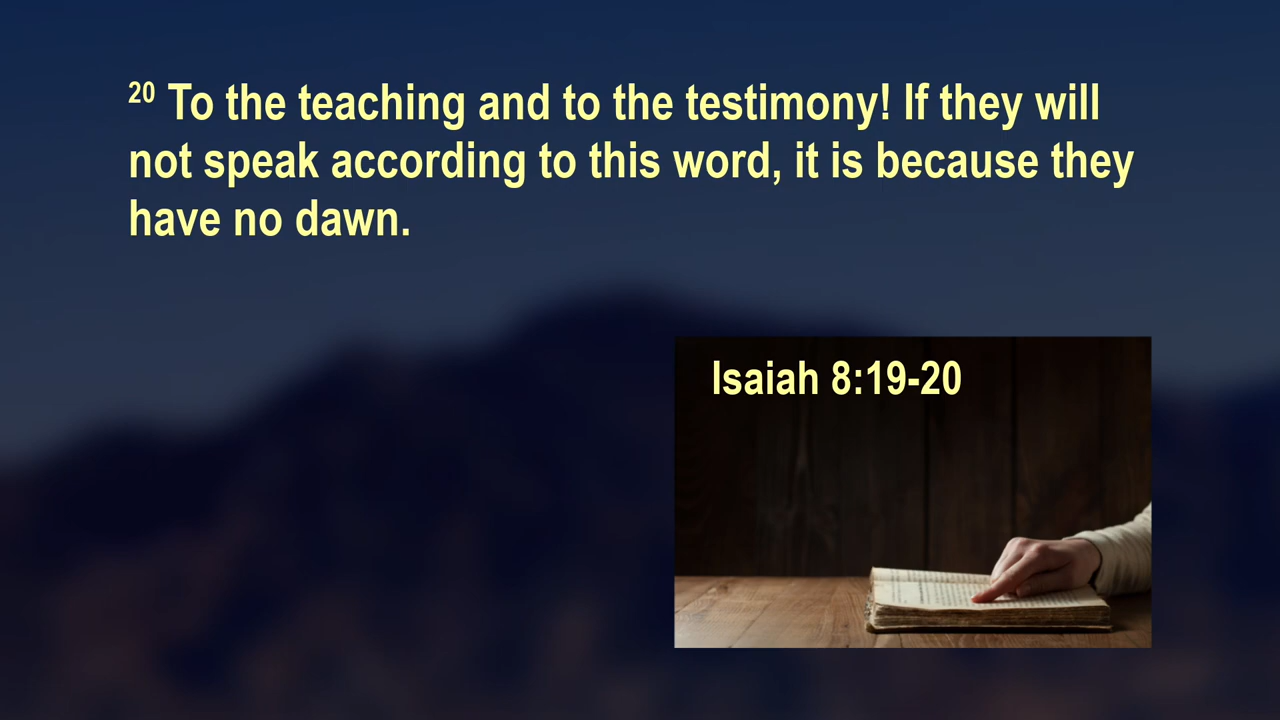 20 To the teaching and to the testimony! If they will
not speak according to this word, it is because they
have no dawn.
Isaiah 8:19-20